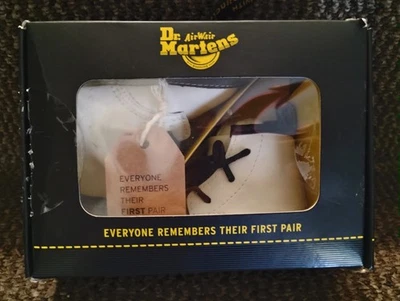 Dr.
AirWair
Martens
EVERYONE
REMEMBERS
THEIR
FIRST PAIR
EVERYONE REMEMBERS THEIR FIRST PAIR